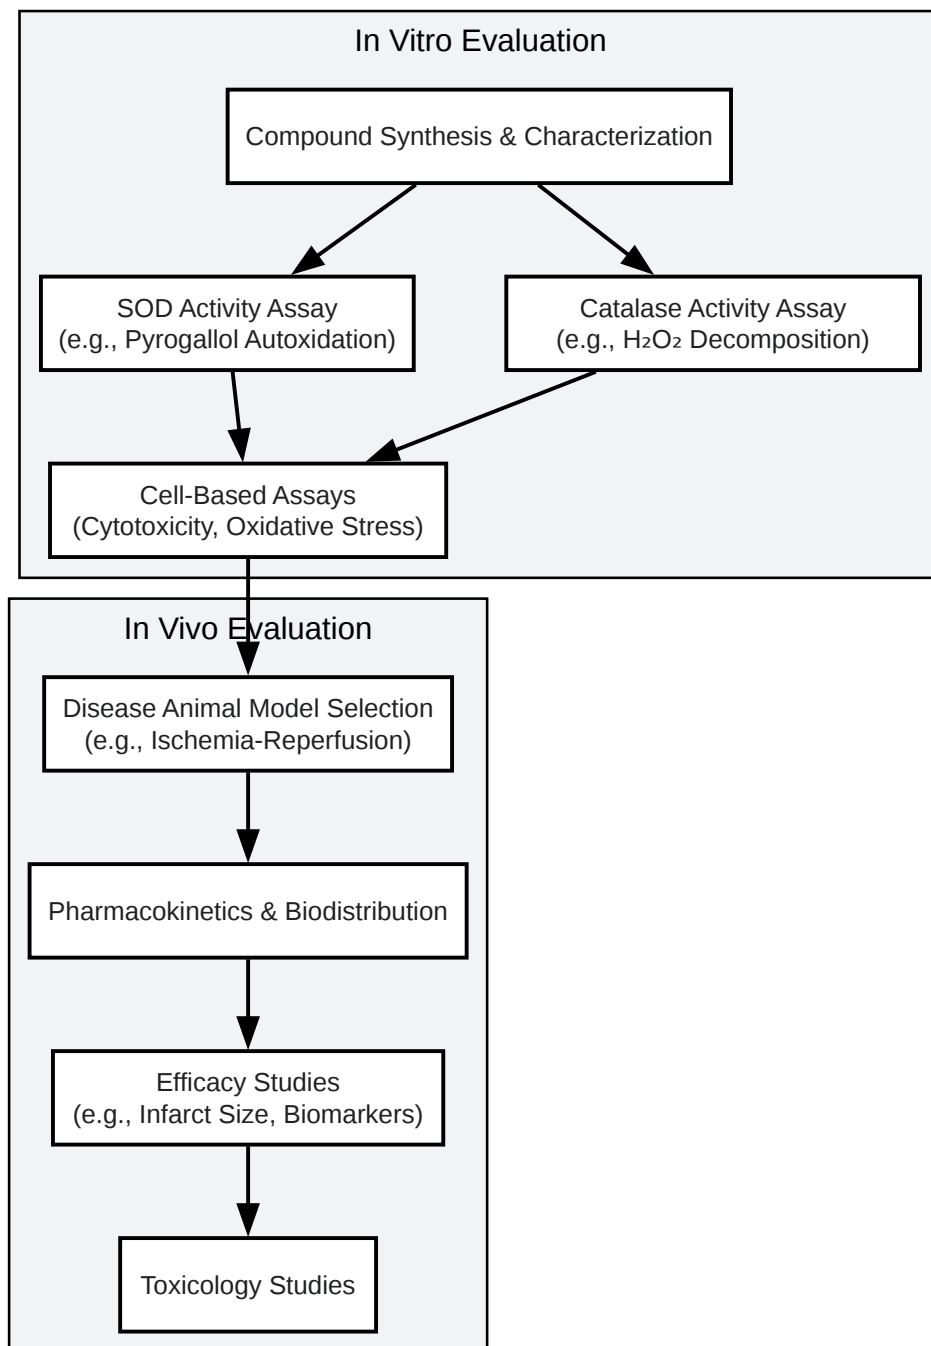 In Vitro Evaluation
Compound Synthesis & Characterization
SOD Activity Assay
(e.g., Pyrogallol Autoxidation)
Catalase Activity Assay
(e.g., H₂O₂ Decomposition)
Cell-Based Assays
(Cytotoxicity, Oxidative Stress)
In Vivo Evaluation
Disease Animal Model Selection
(e.g., Ischemia-Reperfusion)
Pharmacokinetics & Biodistribution
Efficacy Studies
(e.g., Infarct Size, Biomarkers)
Toxicology Studies